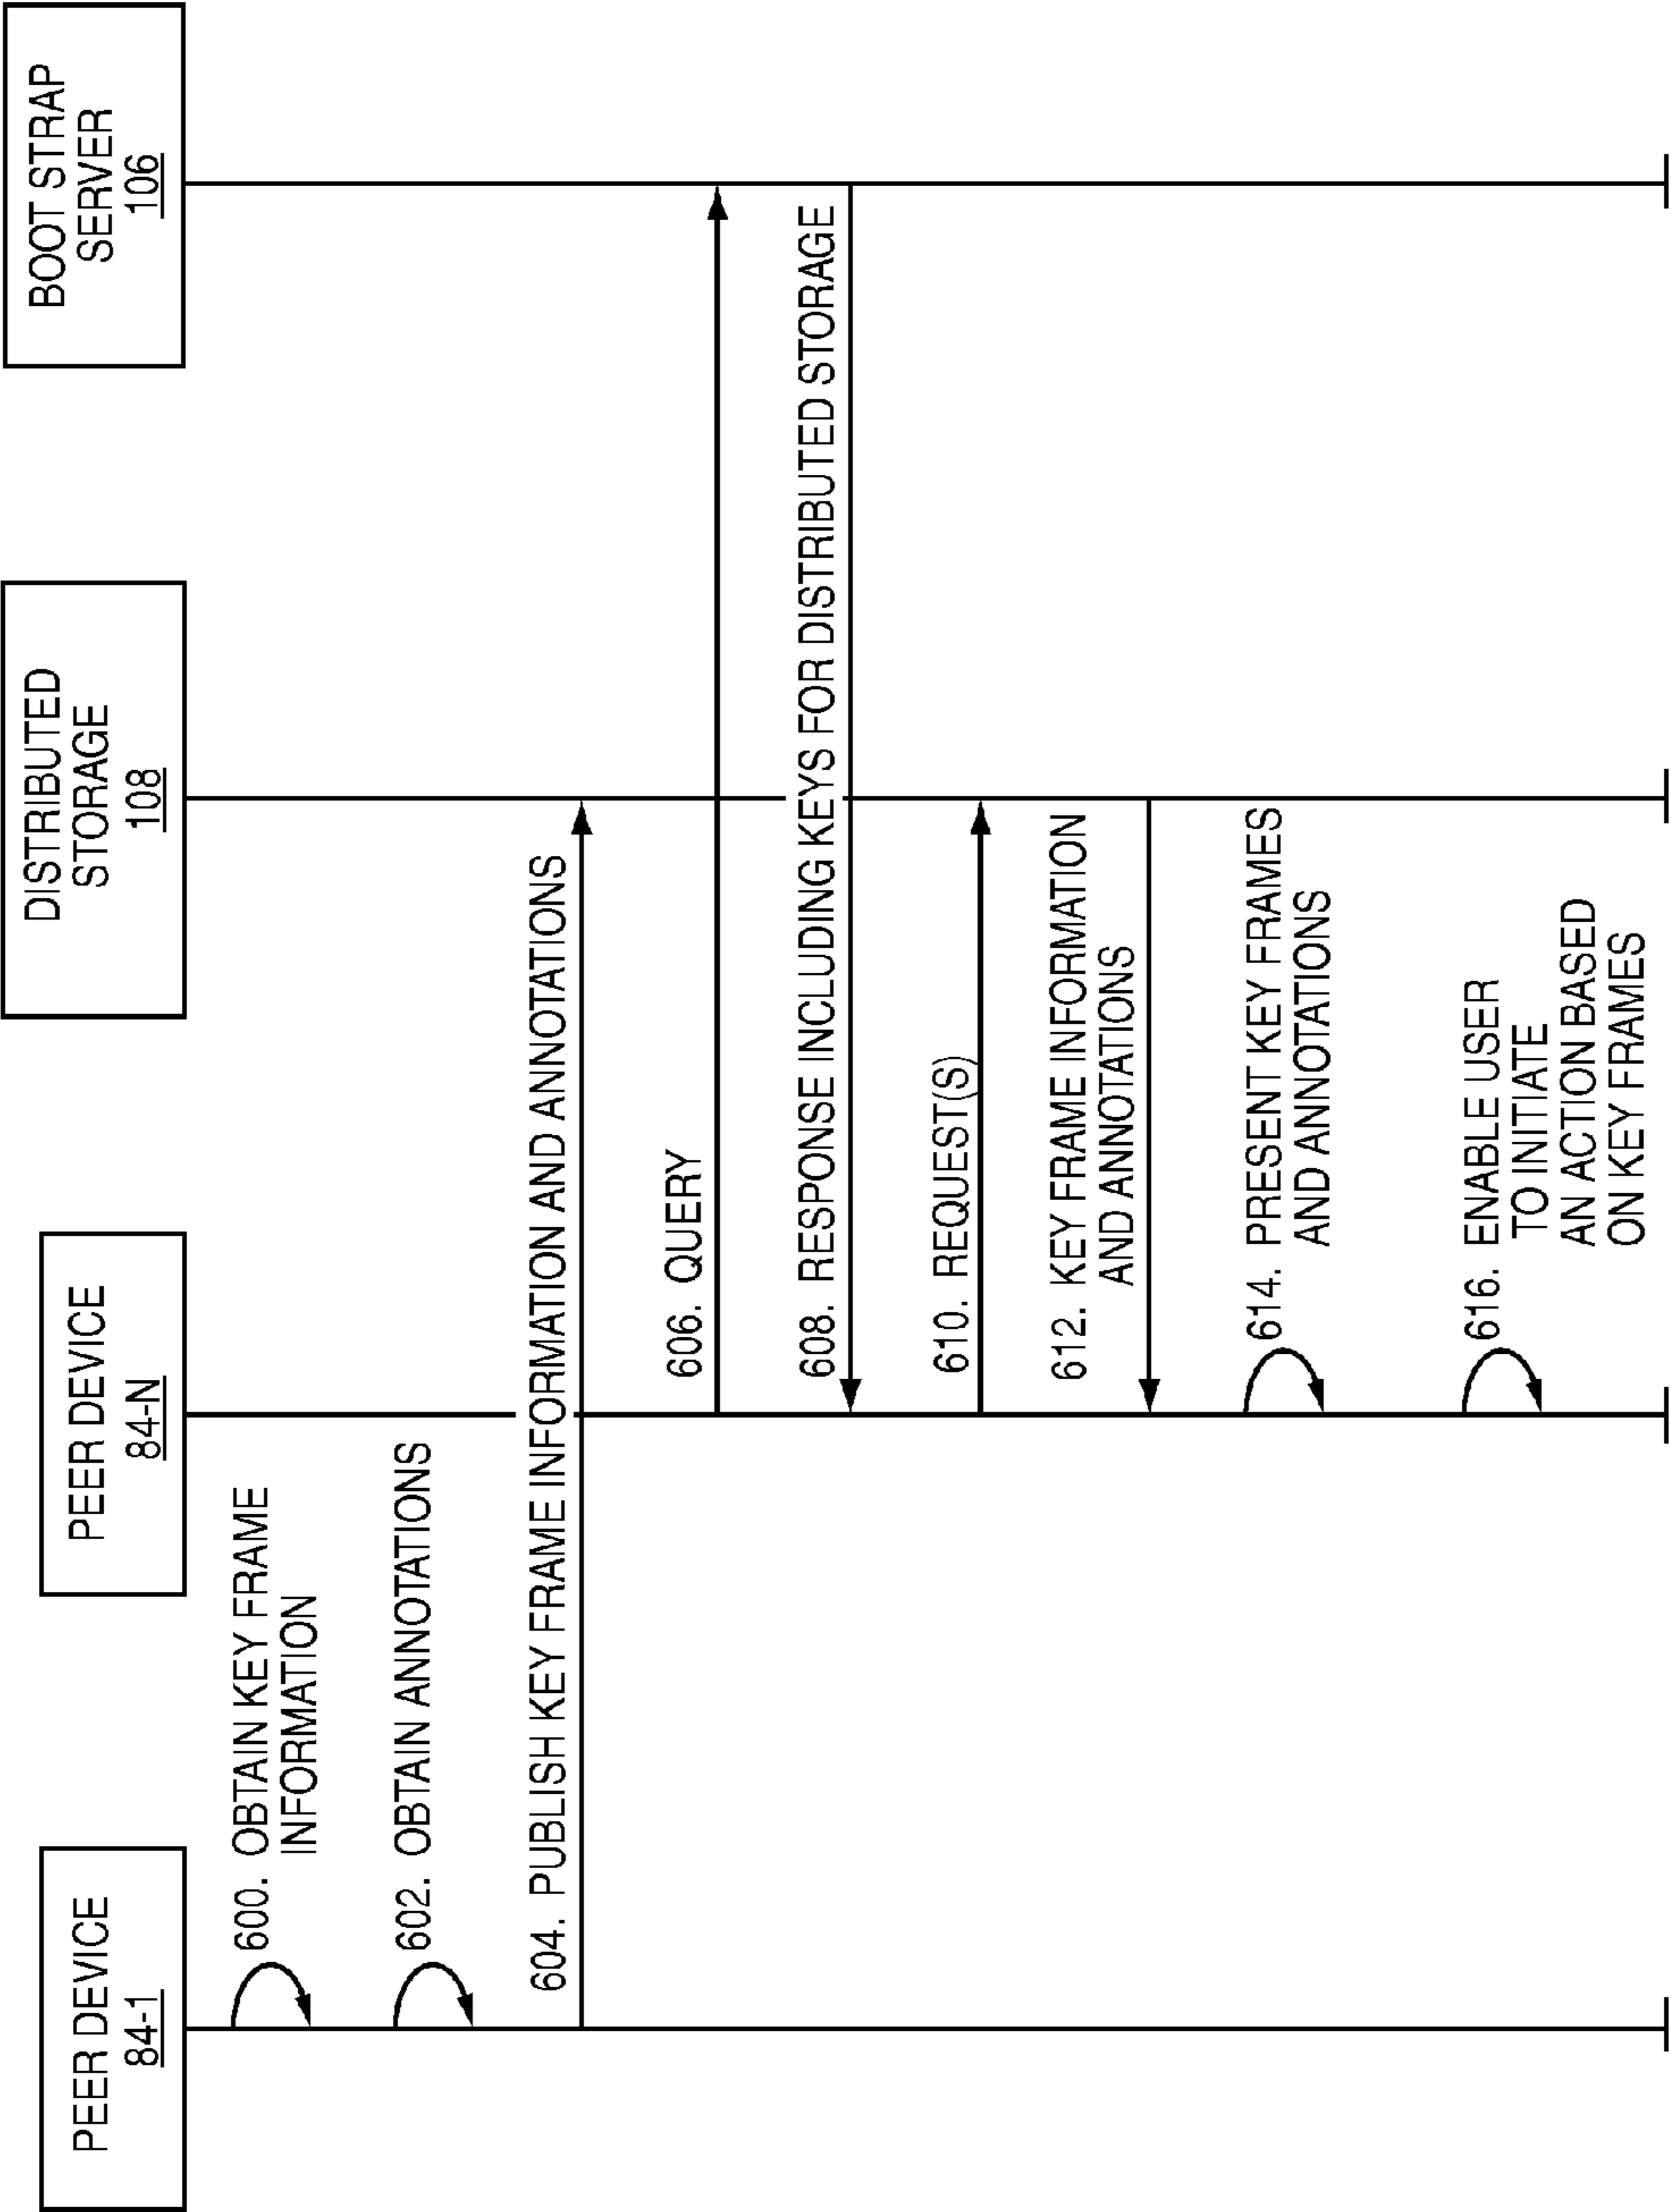 PEER DEVICE
84-1
PEER DEVICE
84-N
DISTRIBUTED
STORAGE
108
BOOT STRAP
SERVER
106
600. OBTAIN KEY FRAME
INFORMATION
602. OBTAIN ANNOTATIONS
604. PUBLISH KEY FRAME INFORMATION AND ANNOTATIONS
606. QUERY
608. RESPONSE INCLUDING KEYS FOR DISTRIBUTED STORAGE
610. REQUEST(S)
612. KEY FRAME INFORMATION
AND ANNOTATIONS
614. PRESENT KEY FRAMES
AND ANNOTATIONS
616. ENABLE USER
TO INITIATE
AN ACTION BASED
ON KEY FRAMES